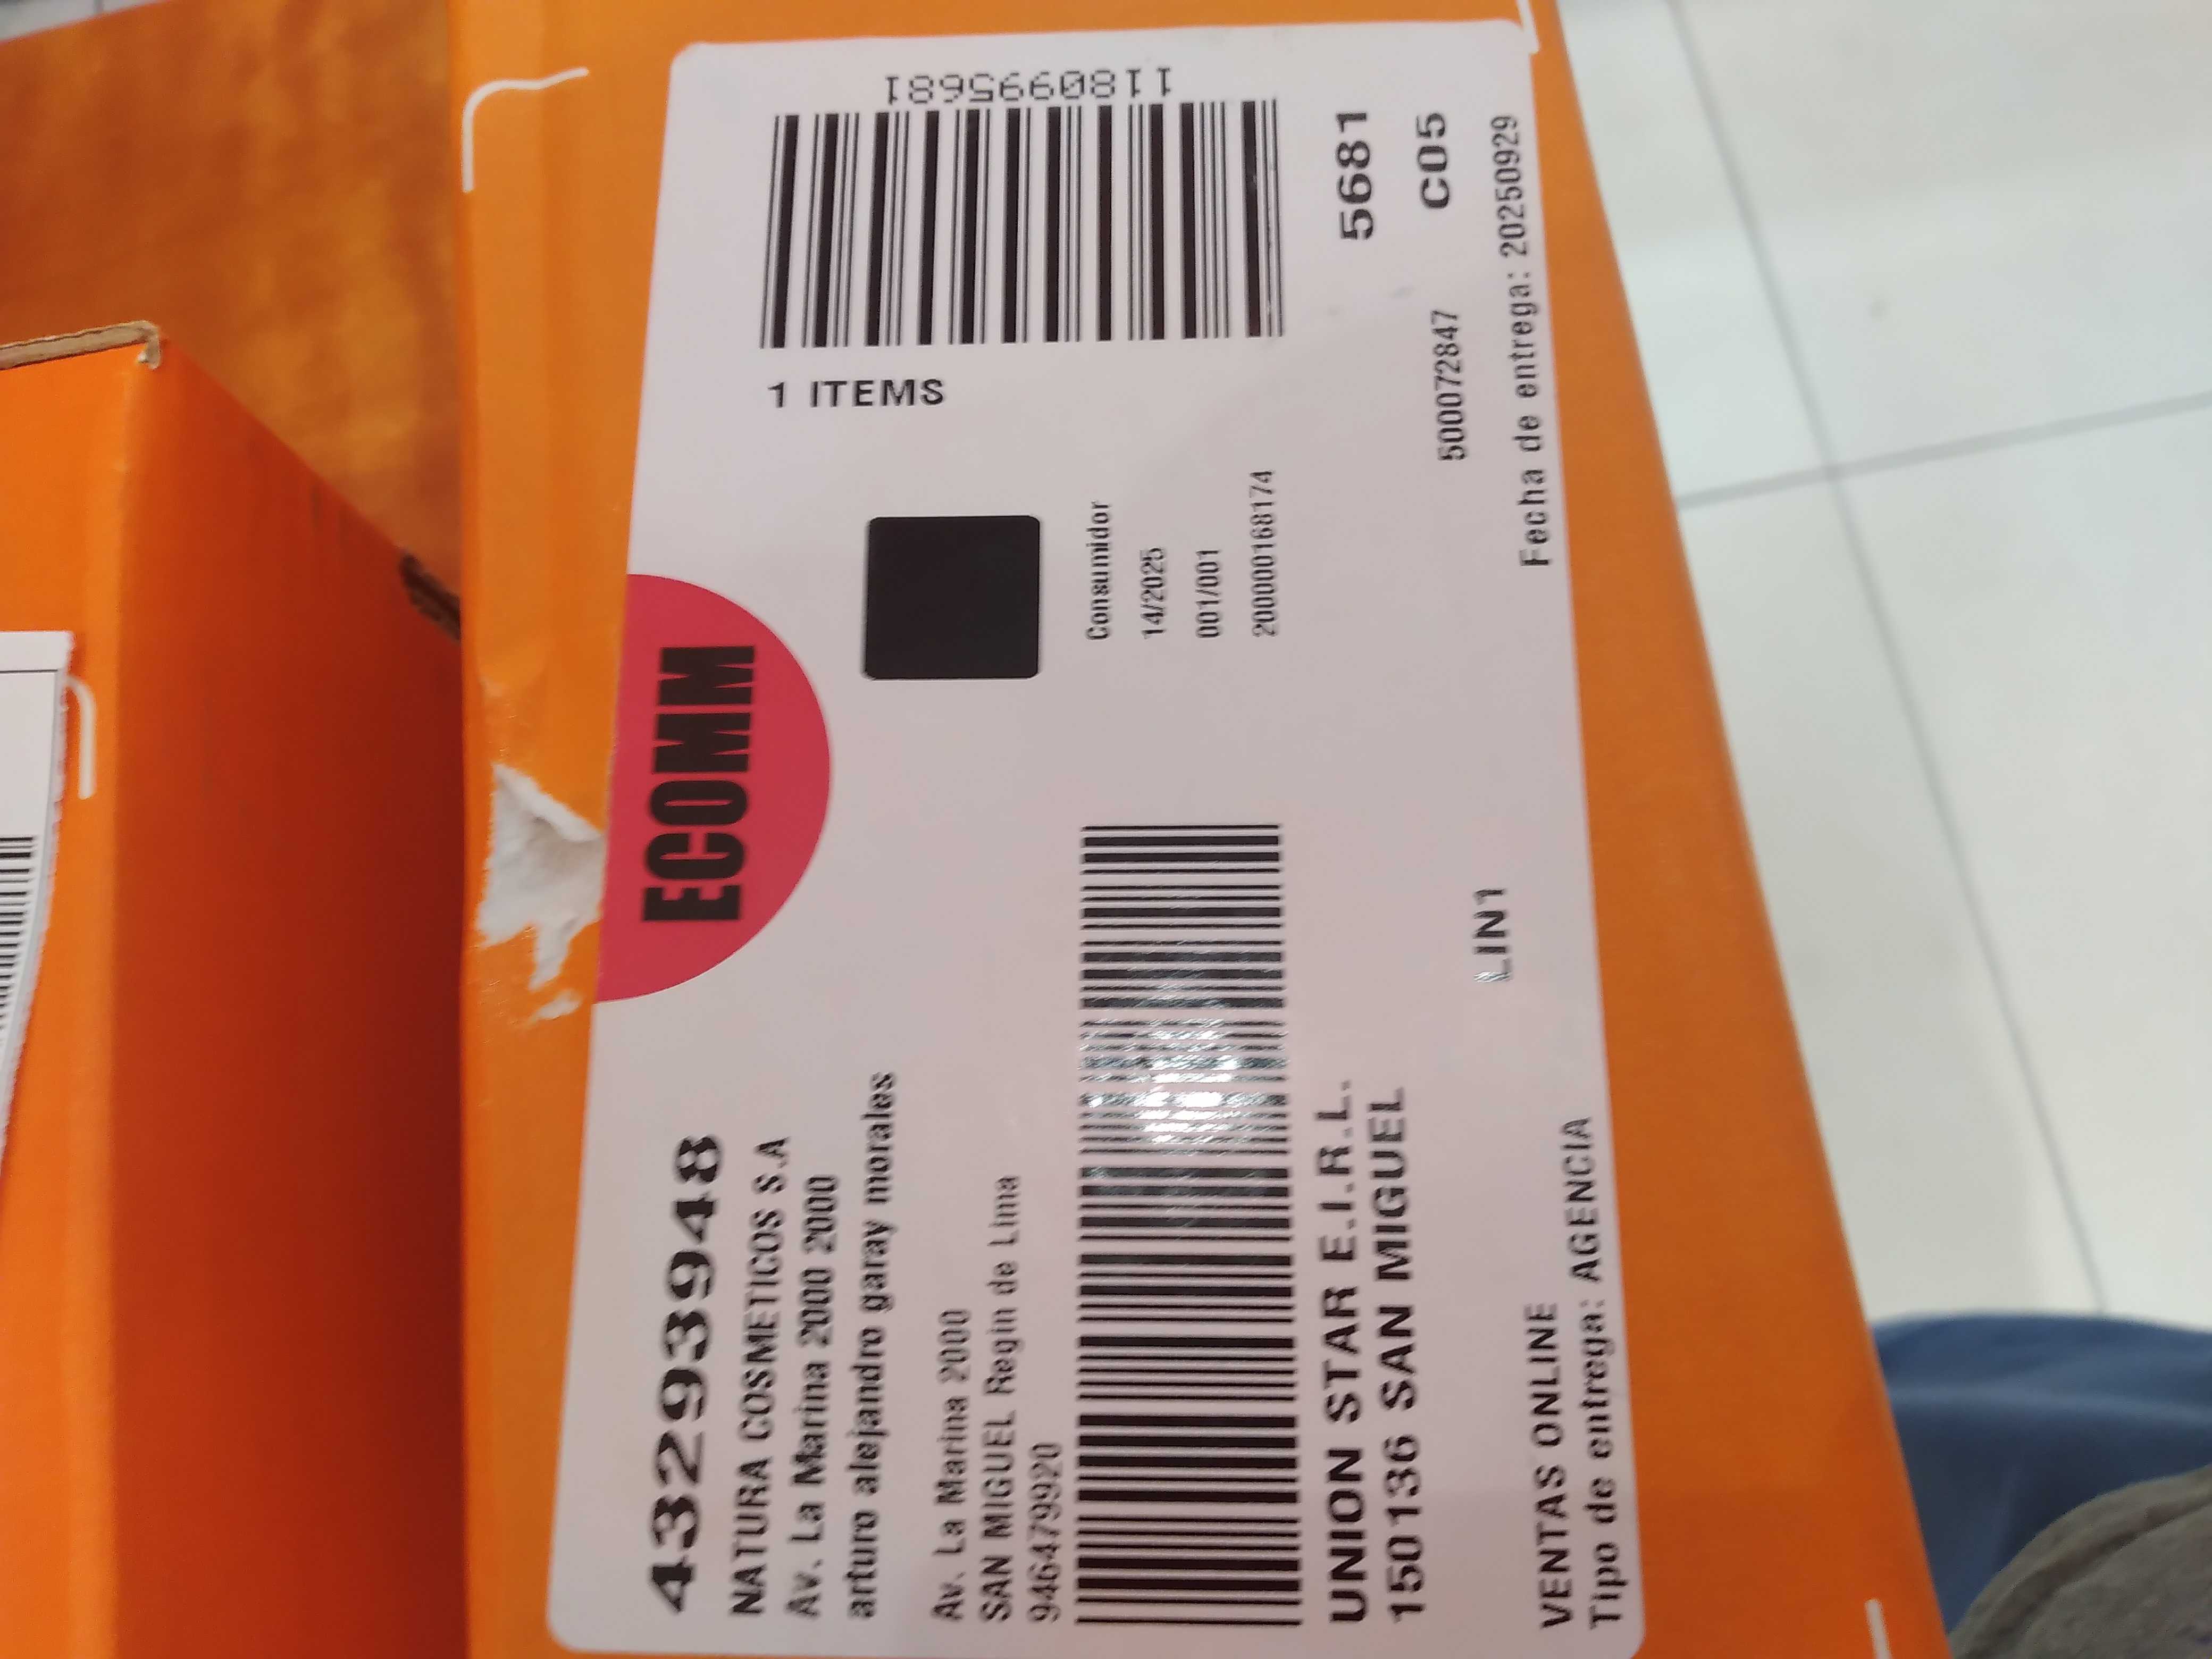 43293948
NATURA COSMETICOS S.A
Av. La Marina 2000 2000
arturo alejandro garay morales
Av. La Marina 2000
SAN MIGUEL Regin de Lima
946479920
UNION STAR E.I.R.L.
150136 SAN MIGUEL
LIN1
VENTAS ONLINE
Tipo de entrega: AGENCIA
ECOMM
Consumidor
14/2025
001/001
200000168174
1 ITEMS
1180995681
5681
500072847 C05
Fecha de entrega: 20250929